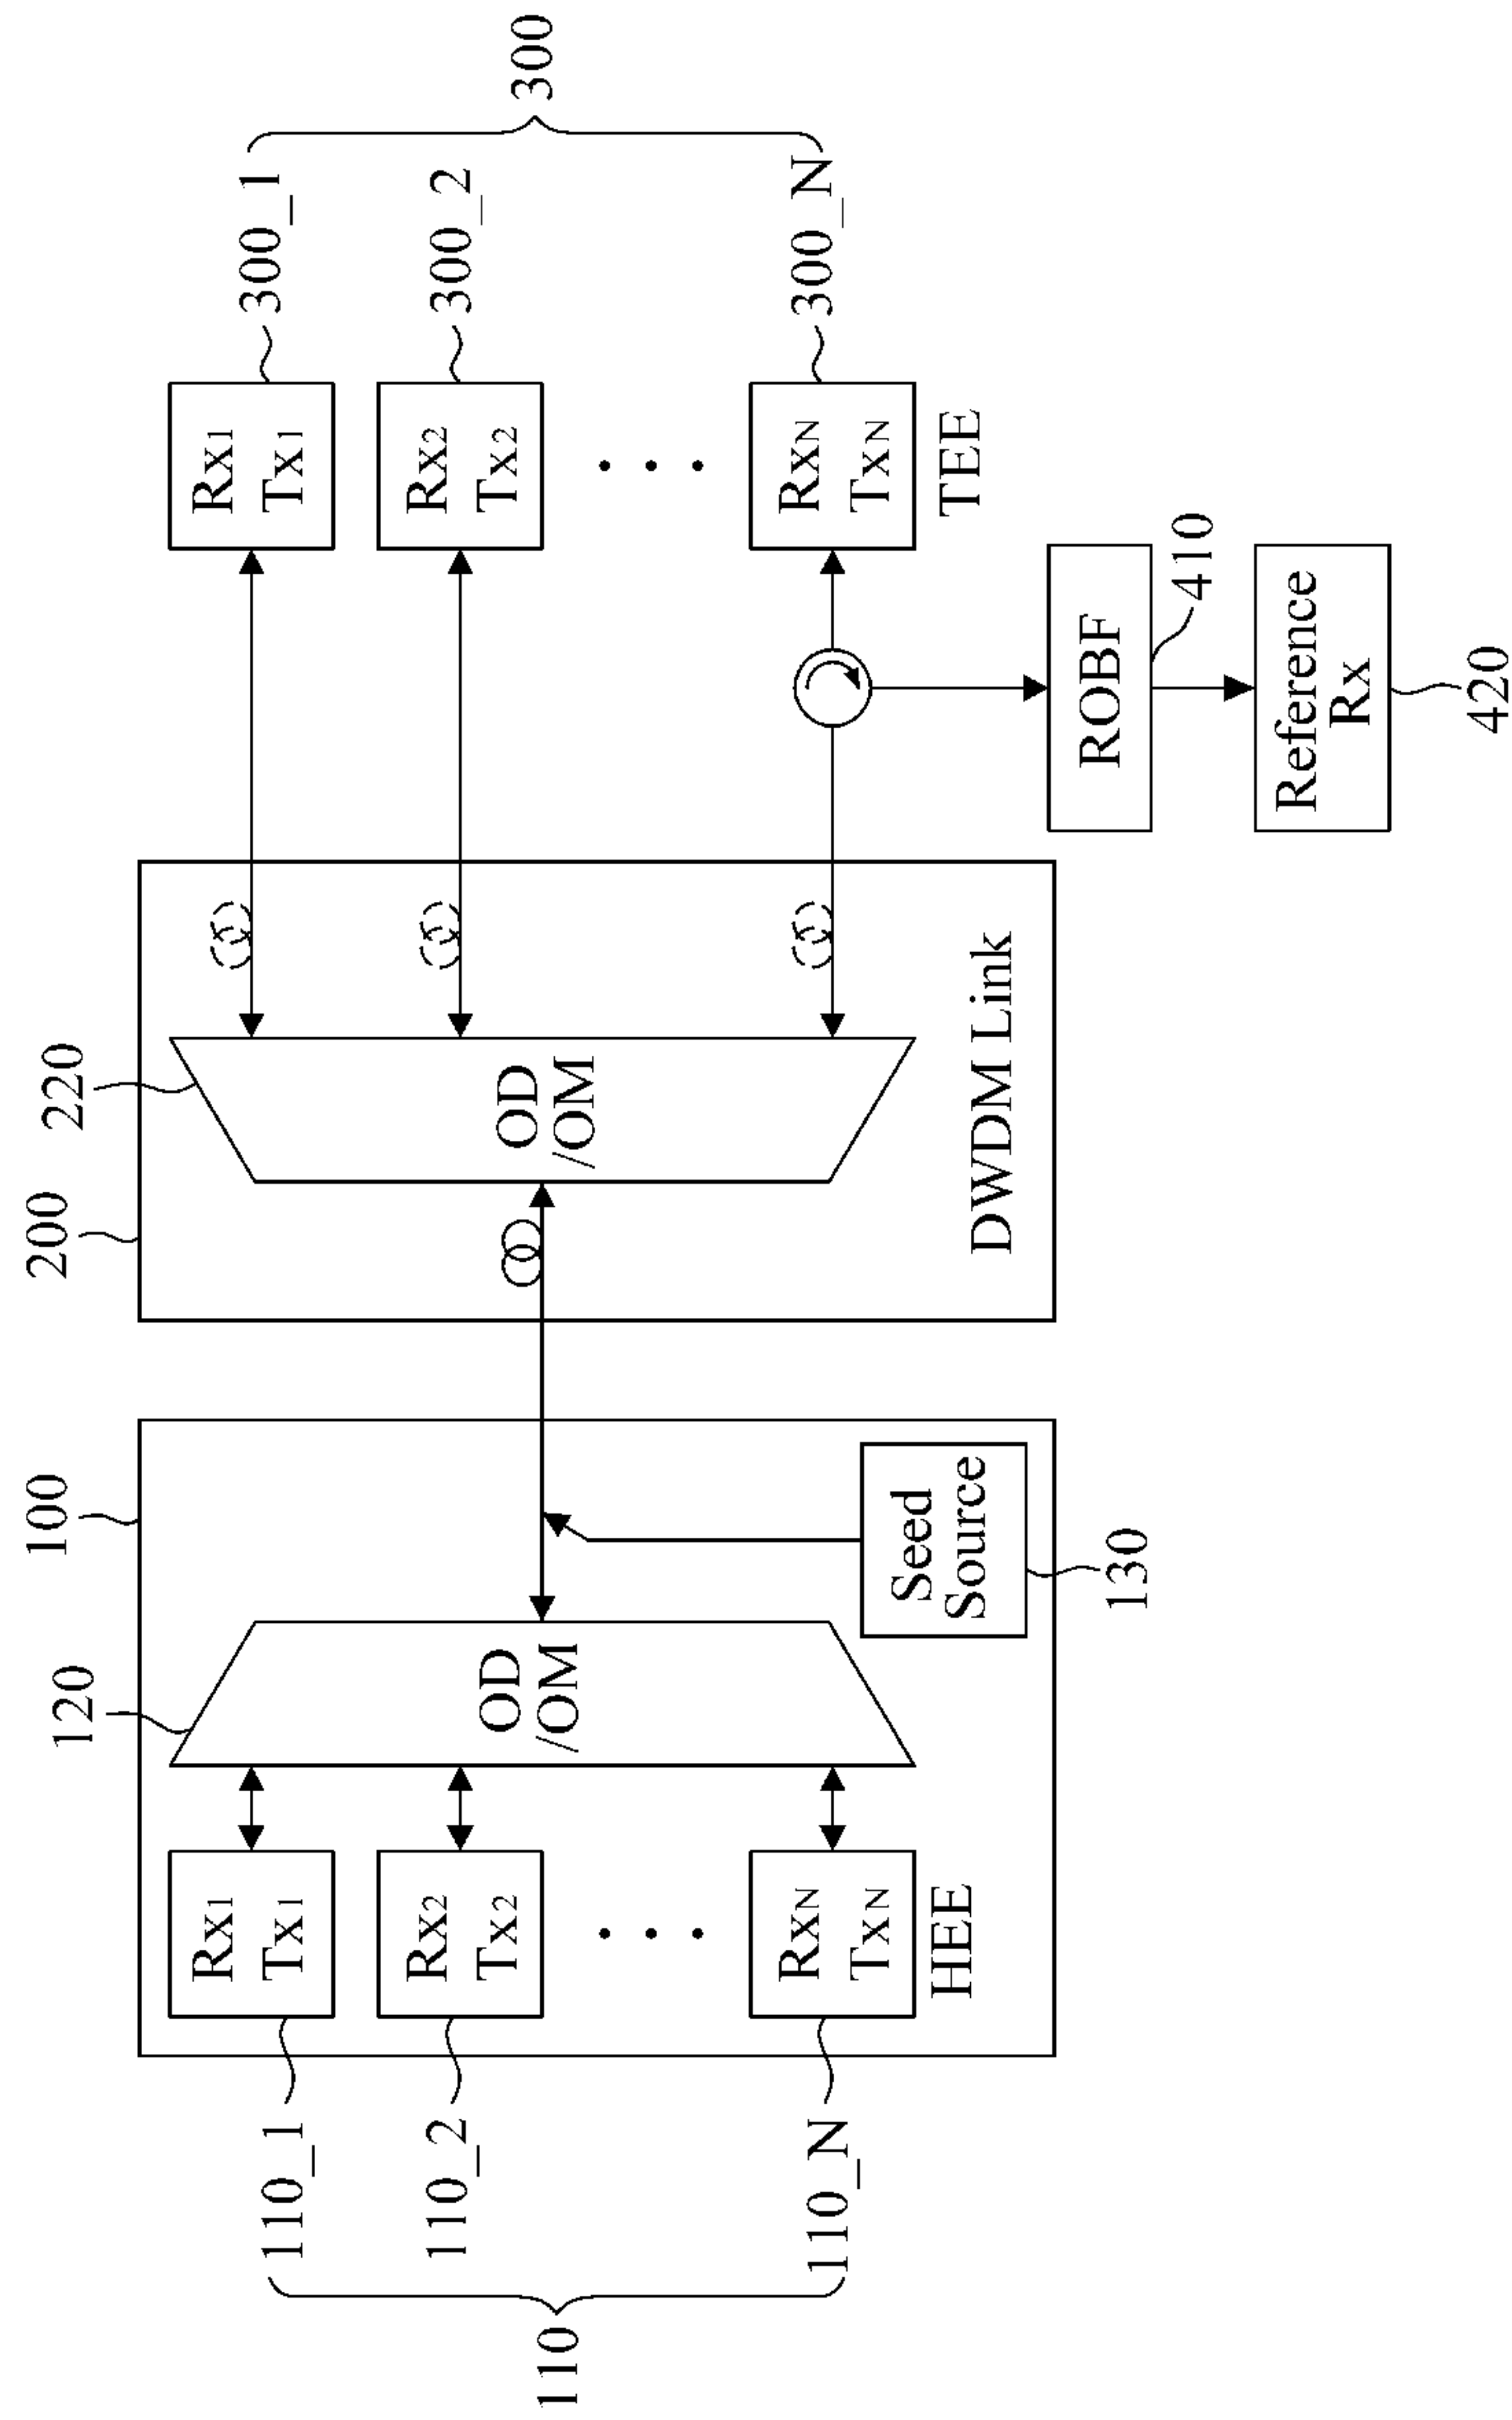 100
120
200
220
110
110_1
Rx1
Tx1
110_2
Rx2
Tx2
110_N
RxN
TxN
HEE
OD
/OM
Seed
Source
130
OD
/OM
DWDM Link
Rx1
Tx1
300_1
Rx2
Tx2
300_2
RxN
TxN
300_N
TEE
300
ROBF
410
Reference
Rx
420